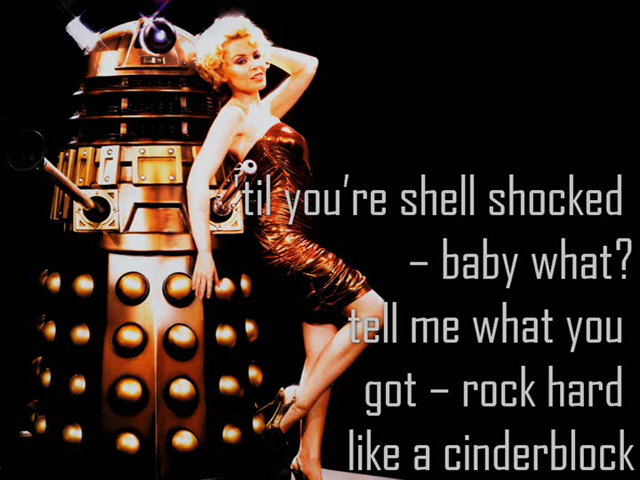 til you're shell shocked
– baby what?
tell me what you
got – rock hard
like a cinderblock